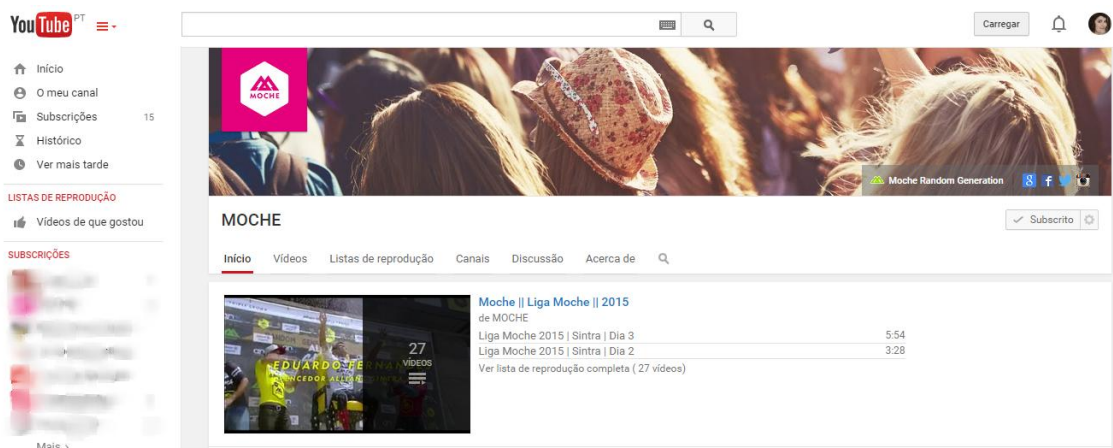 YouTube PT
Carregar
Início
O meu canal
Subscrições 15
Histórico
Ver mais tarde
LISTAS DE REPRODUÇÃO
Vídeos de que gostou
SUBSCRIÇÕES
Mais >
MOCHE
Moche Random Generation
MOCHE
Subscrito
Início Vídeos Listas de reprodução Canais Discussão Acerca de
27
VÍDEOS
EDUARDO FERNAN
Moche || Liga Moche || 2015
de MOCHE
Liga Moche 2015 | Sintra | Dia 3 5:54
Liga Moche 2015 | Sintra | Dia 2 3:28
Ver lista de reprodução completa ( 27 vídeos)